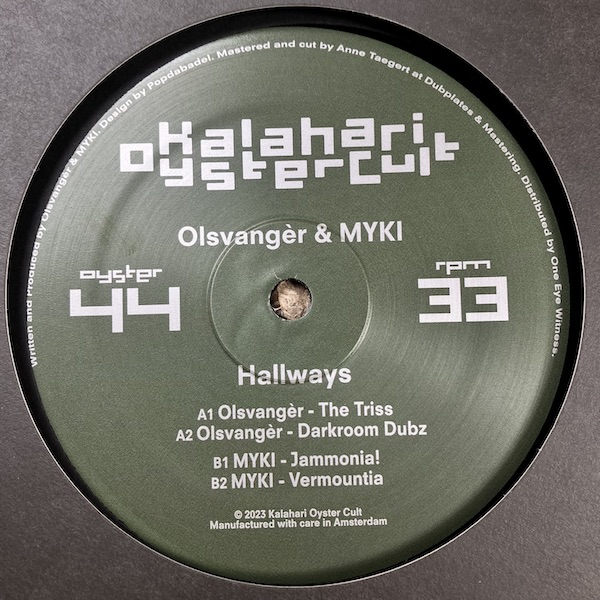 Written and Produced by Olsvangèr & MYKI. Design by Popdabadel. Mastered and cut by Anne Taegert at Dubplates & Mastering. Distributed by One Eye Witness.
Kalahari
oysterCult
Olsvangèr & MYKI
oyster
44
rpm
33
Hallways
A1 Olsvangèr - The Triss
A2 Olsvangèr - Darkroom Dubz
B1 MYKI - Jammonia!
B2 MYKI - Vermountia
© 2023 Kalahari Oyster Cult
Manufactured with care in Amsterdam